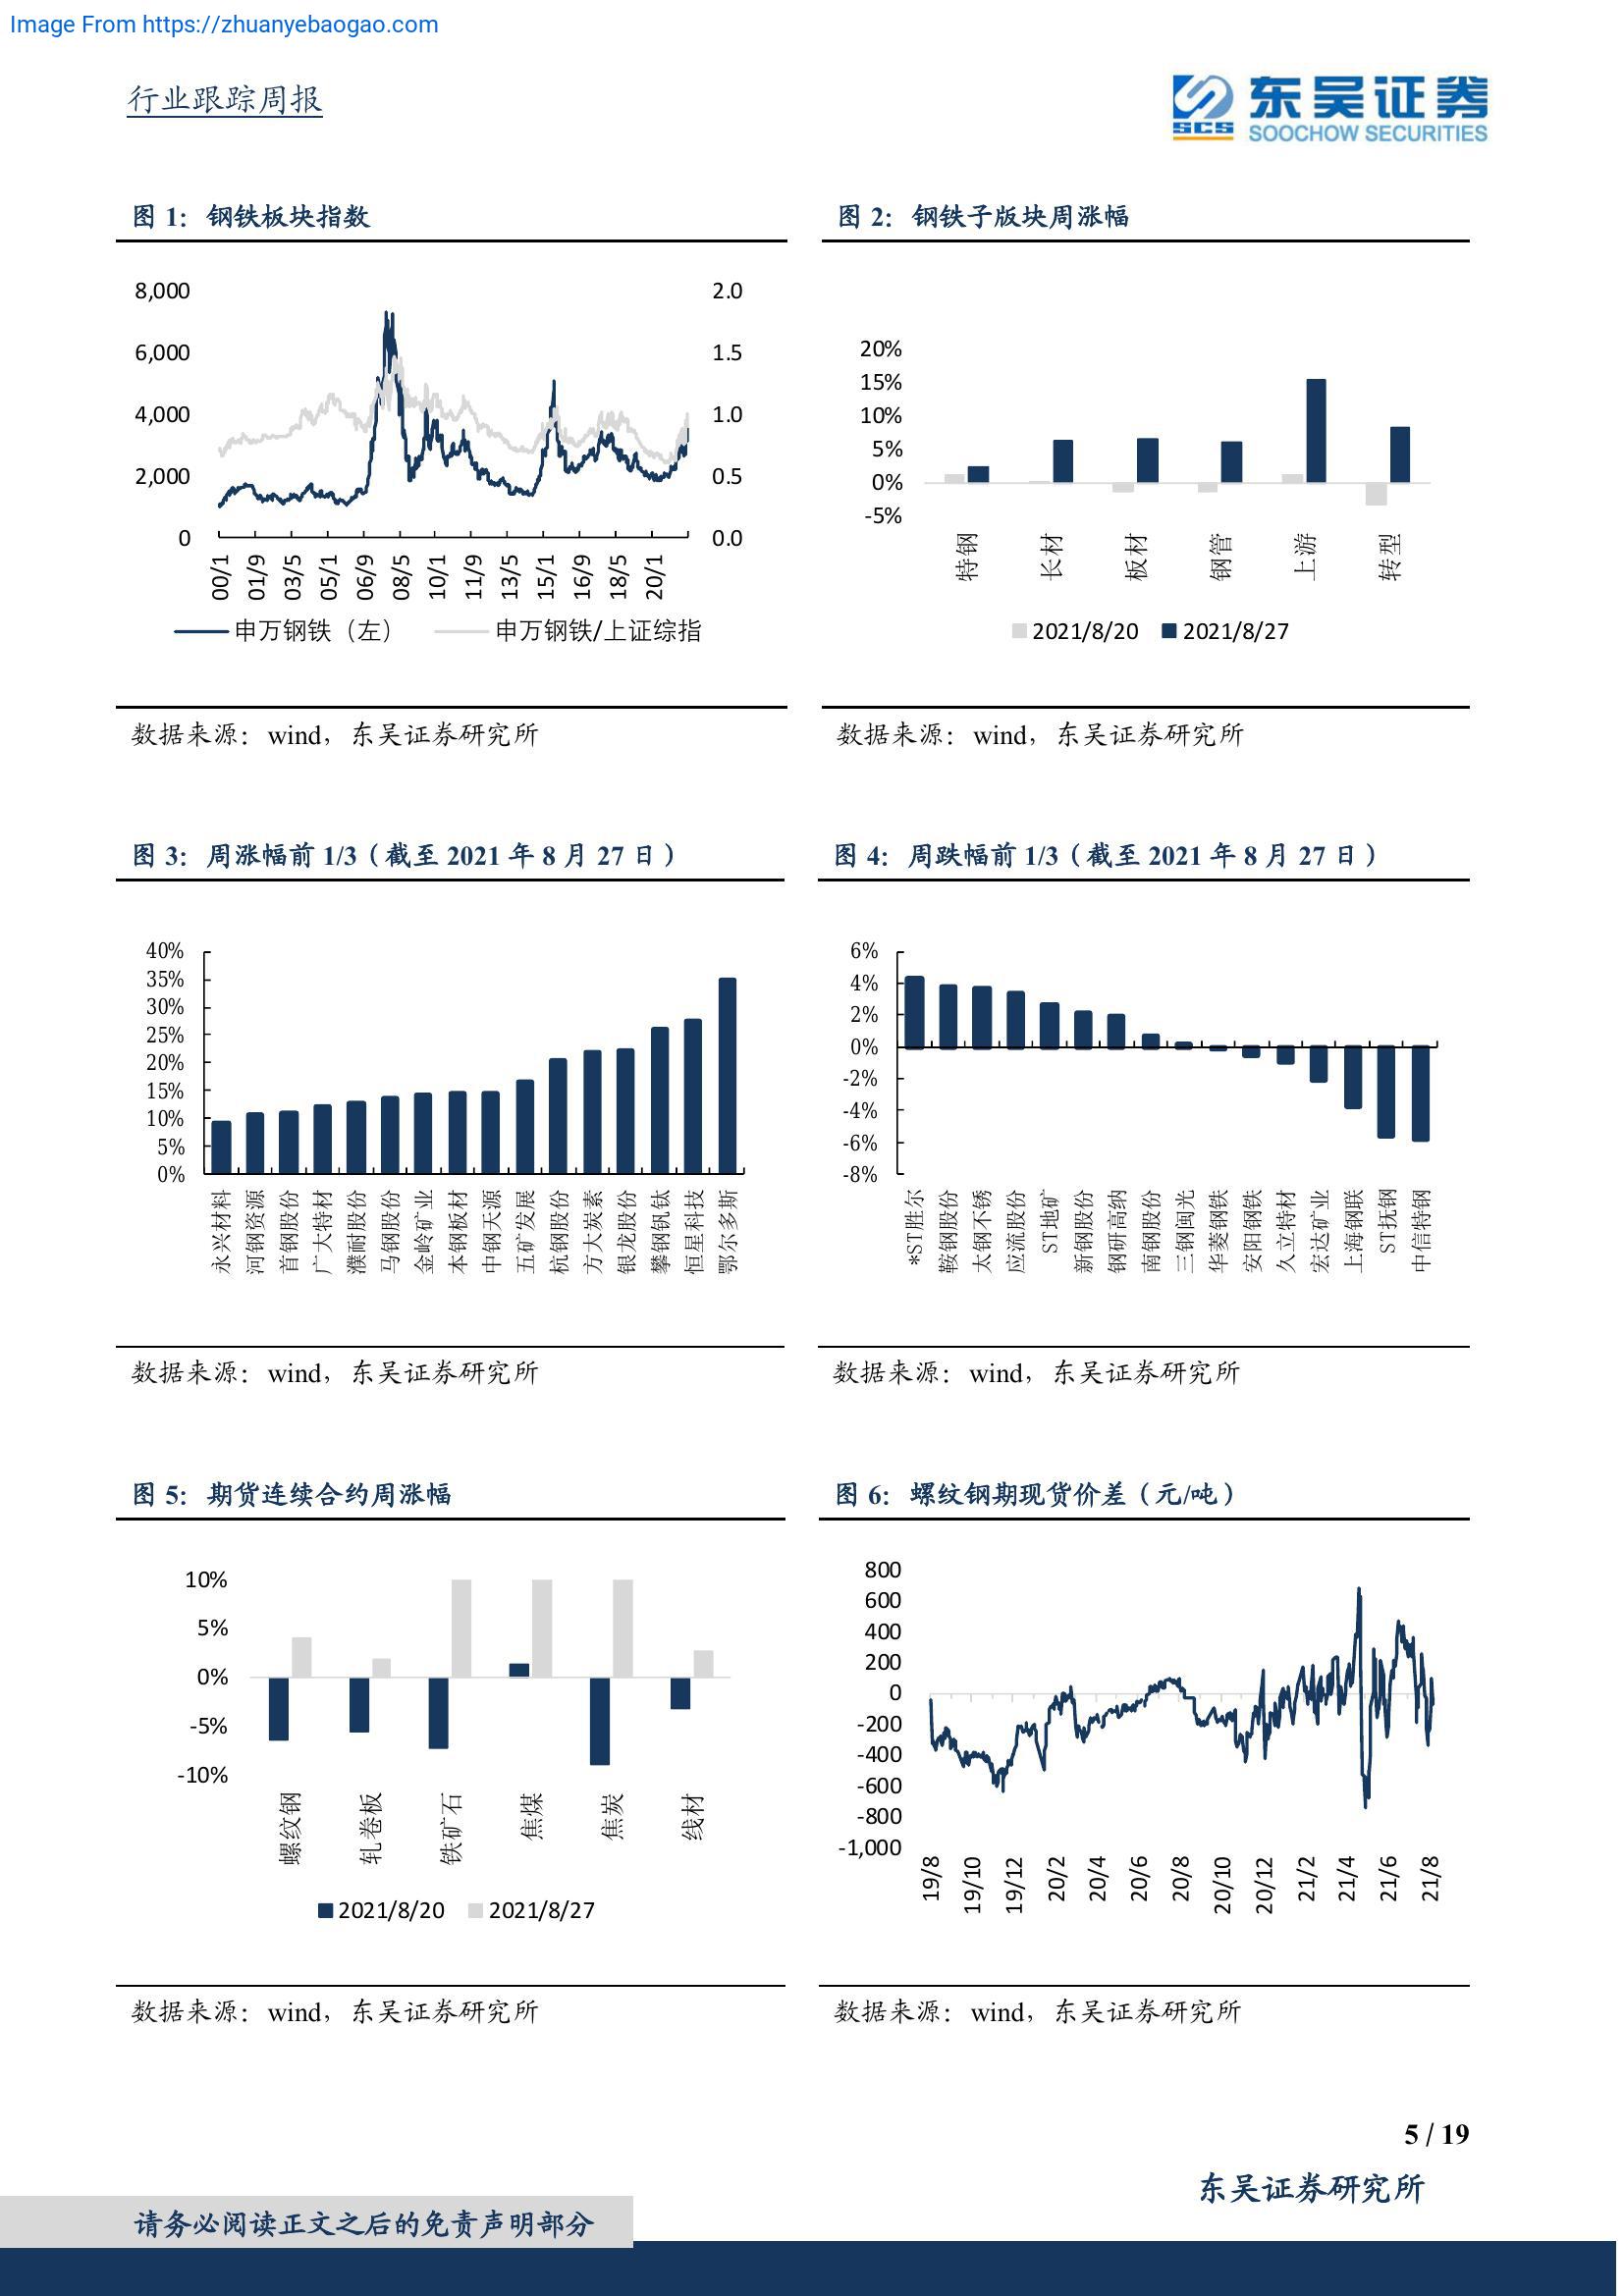 Image From https://zhuanyebaogao.com
行业跟踪周报
东吴证券
SCS
SOOCHOW SECURITIES
图 1：钢铁板块指数
8,000
6,000
4,000
2,000
0
2.0
1.5
1.0
0.5
0.0
00/1
01/9
03/5
05/1
06/9
08/5
10/1
11/9
13/5
15/1
16/9
18/5
20/1
申万钢铁（左）
申万钢铁/上证综指
数据来源：wind，东吴证券研究所
图 2：钢铁子版块周涨幅
20%
15%
10%
5%
0%
-5%
特钢
长材
板材
钢管
上游
转型
2021/8/20
2021/8/27
数据来源：wind，东吴证券研究所
图 3：周涨幅前 1/3（截至 2021 年 8 月 27 日）
40%
35%
30%
25%
20%
15%
10%
5%
0%
永兴材料
河钢资源
首钢股份
广大特材
濮耐股份
马钢股份
金岭矿业
本钢板材
中钢天源
五矿发展
杭钢股份
方大炭素
银龙股份
攀钢钒钛
恒星科技
鄂尔多斯
数据来源：wind，东吴证券研究所
图 4：周跌幅前 1/3（截至 2021 年 8 月 27 日）
6%
4%
2%
0%
-2%
-4%
-6%
-8%
*ST胜尔
鞍钢股份
太钢不锈
应流股份
ST地矿
新钢股份
钢研高纳
南钢股份
三钢闽光
华菱钢铁
安阳钢铁
久立特材
宏达矿业
上海钢联
ST抚钢
中信特钢
数据来源：wind，东吴证券研究所
图 5：期货连续合约周涨幅
10%
5%
0%
-5%
-10%
螺纹钢
轧卷板
铁矿石
焦煤
焦炭
线材
2021/8/20
2021/8/27
数据来源：wind，东吴证券研究所
图 6：螺纹钢期现货价差（元/吨）
800
600
400
200
0
-200
-400
-600
-800
-1,000
19/8
19/10
19/12
20/2
20/4
20/6
20/8
20/10
20/12
21/2
21/4
21/6
21/8
数据来源：wind，东吴证券研究所
5 / 19
东吴证券研究所
请务必阅读正文之后的免责声明部分